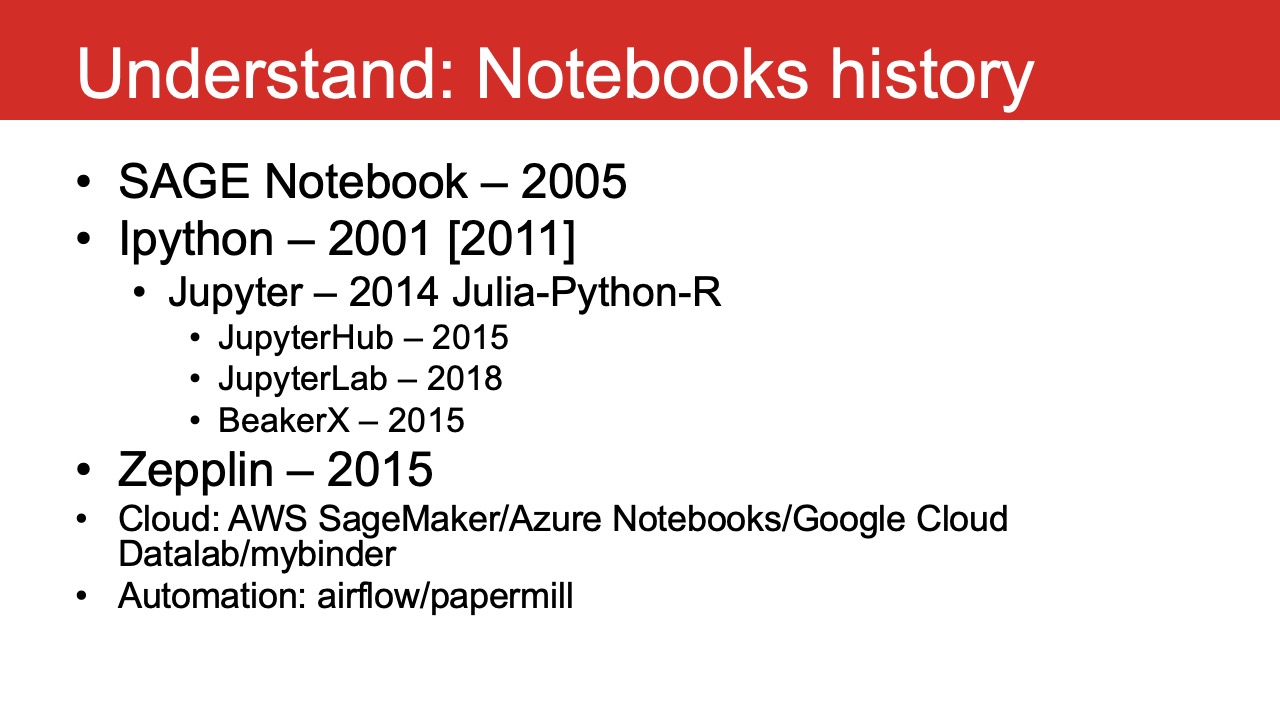 Understand: Notebooks history
• SAGE Notebook – 2005
• Ipython – 2001 [2011]
• Jupyter – 2014 Julia-Python-R
• JupyterHub – 2015
• JupyterLab – 2018
• BeakerX – 2015
• Zepplin – 2015
• Cloud: AWS SageMaker/Azure Notebooks/Google Cloud
Datalab/mybinder
• Automation: airflow/papermill